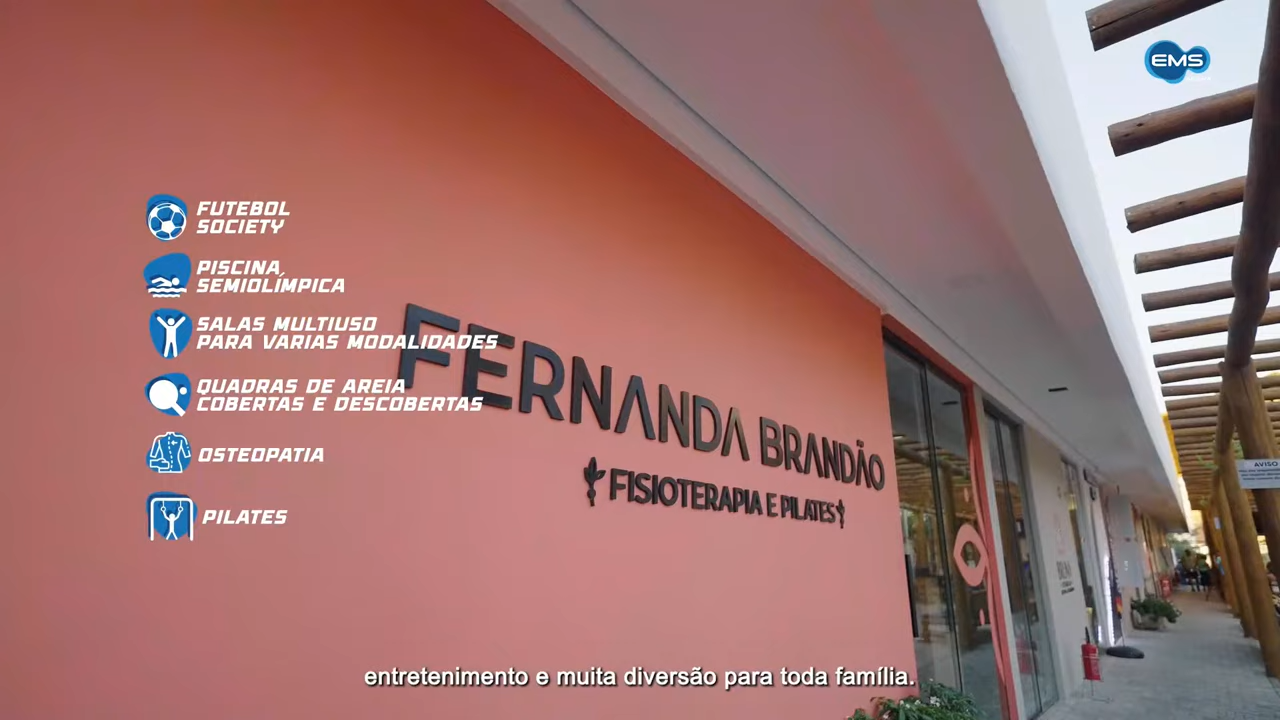 EMS
FUTEBOL
SOCIETY
PISCINA
SEMIOLÍMPICA
SALAS MULTIUSO
PARA VARIAS MODALIDADES
QUADRAS DE AREIA
COBERTAS E DESCOBERTAS
OSTEOPATIA
PILATES
FERNANDA BRANDÃO
FISIOTERAPIA E PILATES
AVISO
entretenimento e muita diversão para toda família.